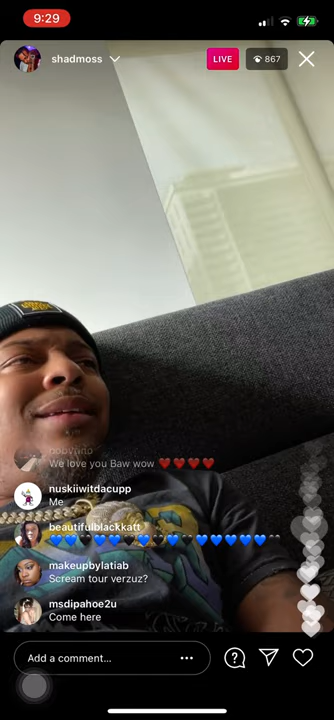 9:29
shadmoss
LIVE
867
We love you Baw wow ❤️❤️❤️❤️
nuskiiwitdacupp
Me
beautifulblackkatt
makeupbylatiab
Scream tour verzuz?
msdipahoe2u
Come here
Add a comment...